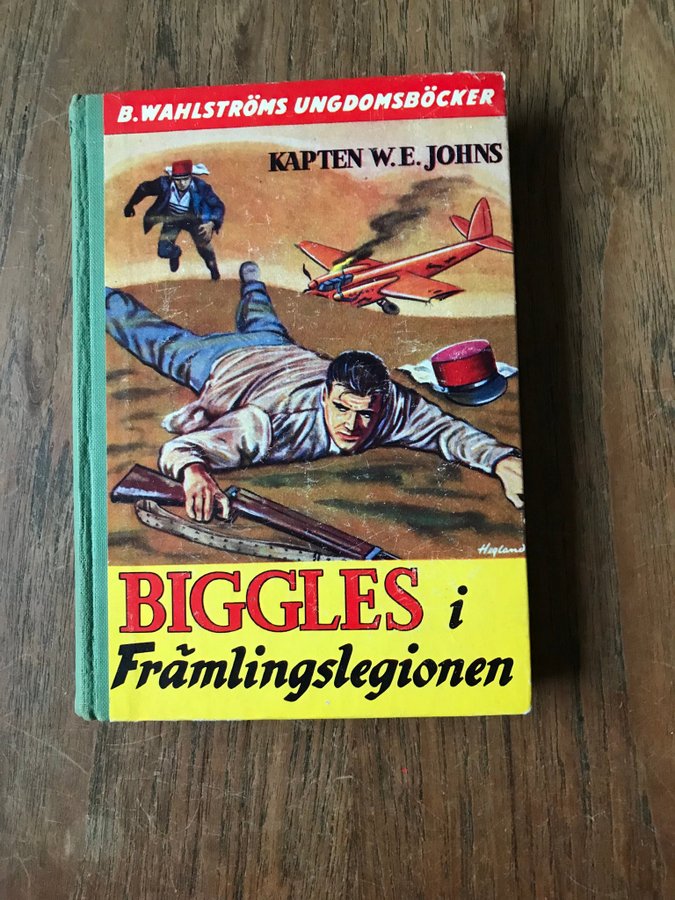 B. WAHLSTRÖMS UNGDOMSBÖCKER
KAPTEN W. E. JOHNS
Hegland
BIGGLES i
Främlingslegionen